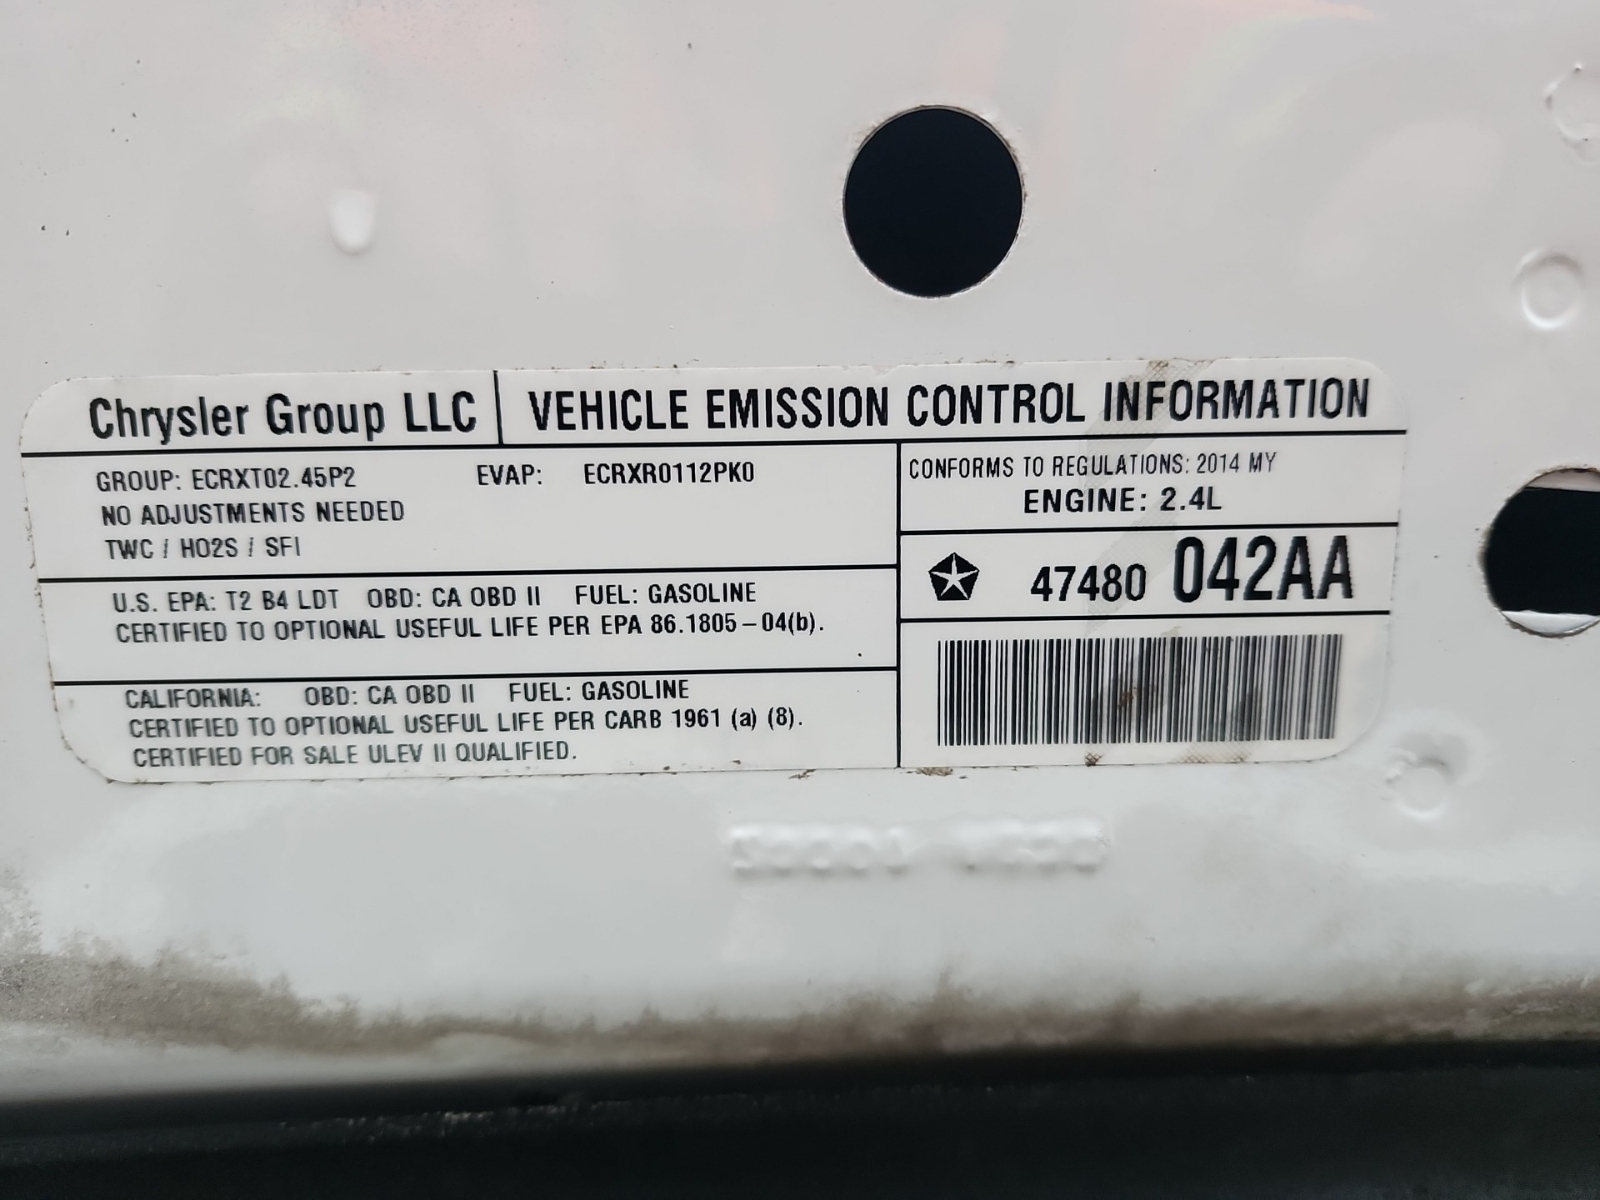 Chrysler Group LLC VEHICLE EMISSION CONTROL INFORMATION
GROUP: ECRXT02.45P2 EVAP: ECRXR0112PK0
NO ADJUSTMENTS NEEDED
TWC / HO2S / SFI
CONFORMS TO REGULATIONS: 2014 MY
ENGINE: 2.4L
47480 042AA
U.S. EPA: T2 B4 LDT OBD: CA OBD II FUEL: GASOLINE
CERTIFIED TO OPTIONAL USEFUL LIFE PER EPA 86.1805-04(b).
CALIFORNIA: OBD: CA OBD II FUEL: GASOLINE
CERTIFIED TO OPTIONAL USEFUL LIFE PER CARB 1961 (a) (8).
CERTIFIED FOR SALE ULEV II QUALIFIED.